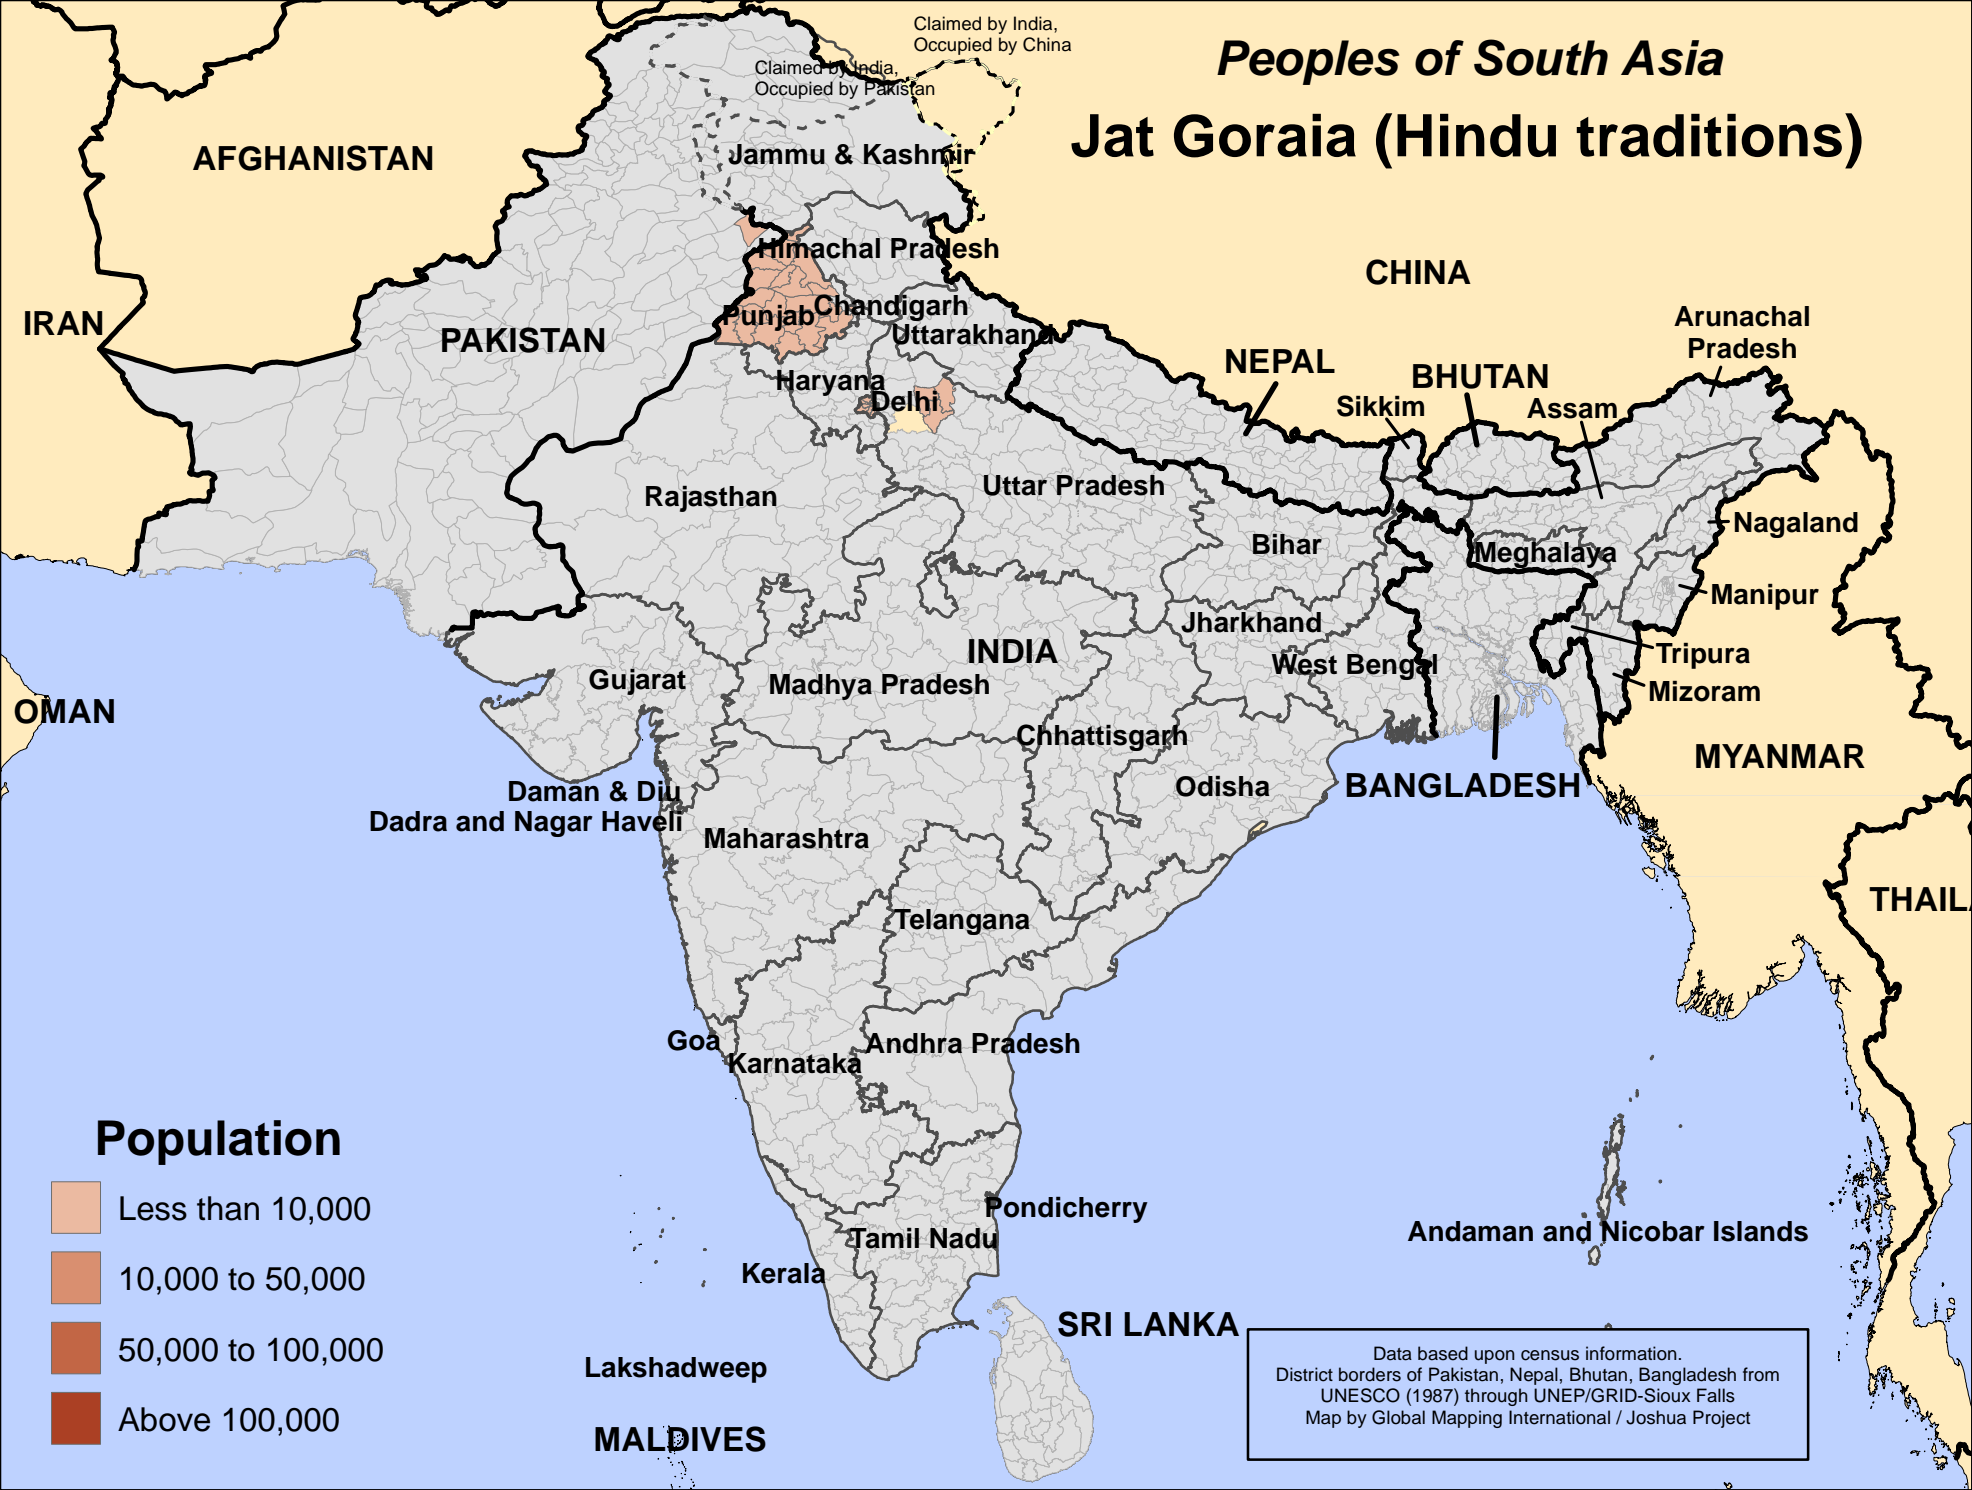 Claimed by India,
Occupied by China
Peoples of South Asia
Claimed by India,
Occupied by Pakistan
Jat Goraia (Hindu traditions)
AFGHANISTAN
Jammu & Kashmir
Himachal Pradesh
CHINA
IRAN
PAKISTAN
Punjab
Chandigarh
Uttarakhand
Arunachal
Pradesh
NEPAL
BHUTAN
Haryana
Delhi
Sikkim
Assam
Rajasthan
Uttar Pradesh
Nagaland
Bihar
Meghalaya
Manipur
Jharkhand
INDIA
Tripura
West Bengal
Gujarat
Madhya Pradesh
Mizoram
OMAN
Chhattisgarh
MYANMAR
Odisha
BANGLADESH
Daman & Diu
Dadra and Nagar Haveli
Maharashtra
THAIL
Telangana
Goa
Karnataka
Andhra Pradesh
Population
Less than 10,000
10,000 to 50,000
50,000 to 100,000
Above 100,000
Pondicherry
Tamil Nadu
Kerala
Andaman and Nicobar Islands
SRI LANKA
Lakshadweep
MALDIVES
Data based upon census information.
District borders of Pakistan, Nepal, Bhutan, Bangladesh from
UNESCO (1987) through UNEP/GRID-Sioux Falls
Map by Global Mapping International / Joshua Project